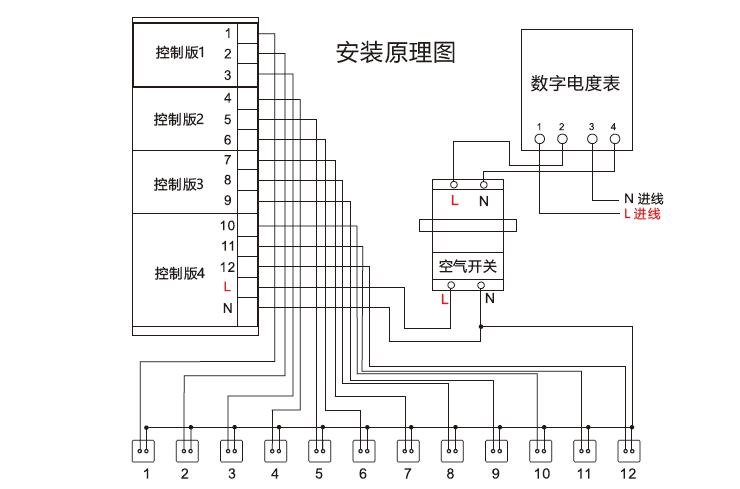 安装原理图
控制版1
1
2
3
控制版2
4
5
6
控制版3
7
8
9
控制版4
10
11
12
L
N
数字电度表
1 2 3 4
N 进线
L 进线
L N
空气开关
L N
1 2 3 4 5 6 7 8 9 10 11 12